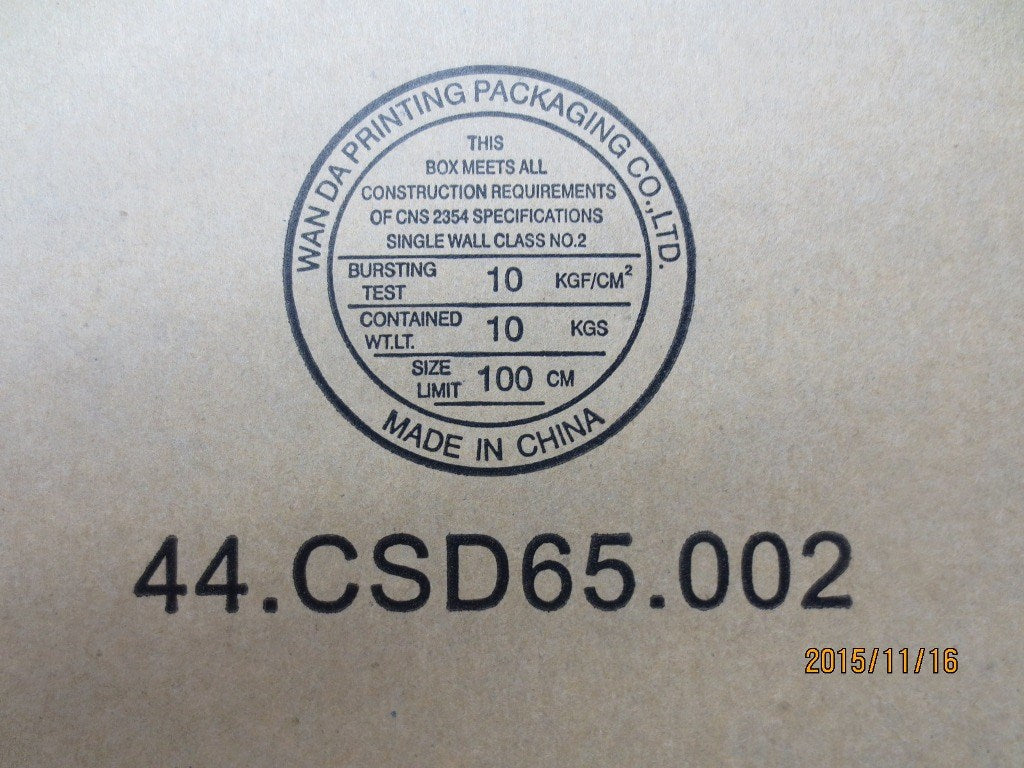 WAN DA PRINTING PACKAGING CO.,LTD.
THIS
BOX MEETS ALL
CONSTRUCTION REQUIREMENTS
OF CNS 2354 SPECIFICATIONS
SINGLE WALL CLASS NO.2
BURSTING TEST 10 KGF/CM²
CONTAINED WT.LT. 10 KGS
SIZE LIMIT 100 CM
MADE IN CHINA
44.CSD65.002
2015/11/16